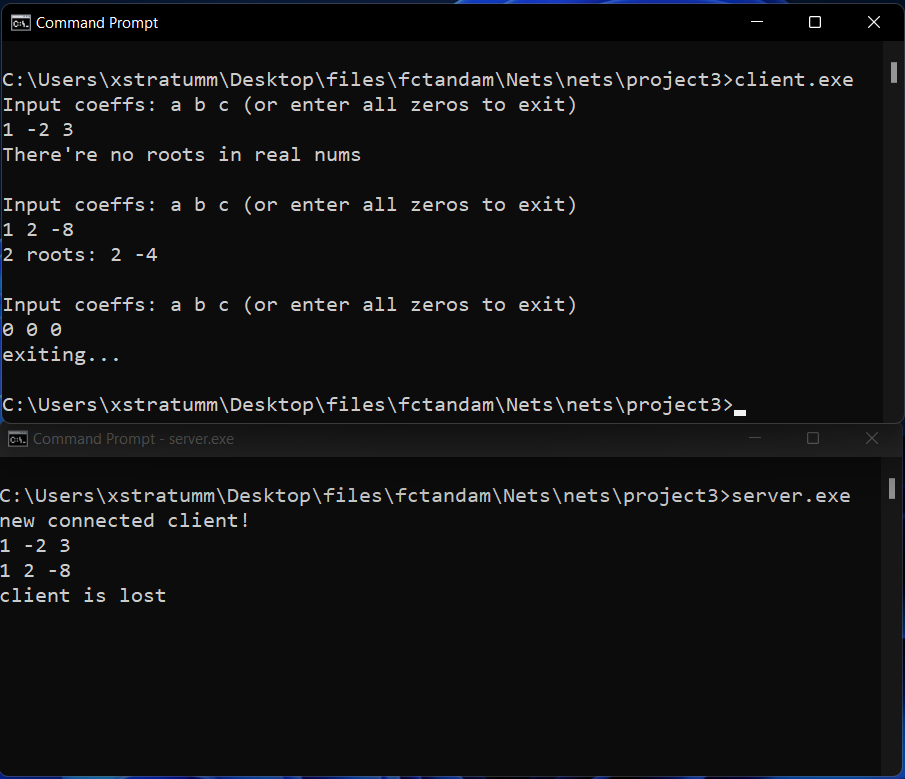 Command Prompt
C:\Users\xstratumm\Desktop\files\fctandam\Nets\nets\project3>client.exe
Input coeffs: a b c (or enter all zeros to exit)
1 -2 3
There're no roots in real nums
Input coeffs: a b c (or enter all zeros to exit)
1 2 -8
2 roots: 2 -4
Input coeffs: a b c (or enter all zeros to exit)
0 0 0
exiting...
C:\Users\xstratumm\Desktop\files\fctandam\Nets\nets\project3>
Command Prompt - server.exe
C:\Users\xstratumm\Desktop\files\fctandam\Nets\nets\project3>server.exe
new connected client!
1 -2 3
1 2 -8
client is lost